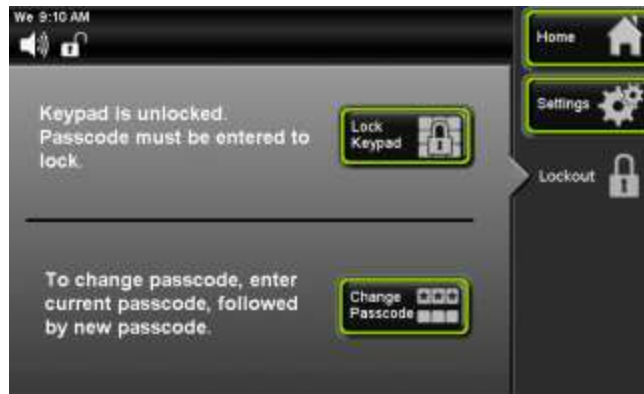 We 9:10 AM
Home
Settings
Lockout
Keypad is unlocked.
Passcode must be entered to
lock.
Lock
Keypad
To change passcode, enter
current passcode, followed
by new passcode.
Change
Passcode